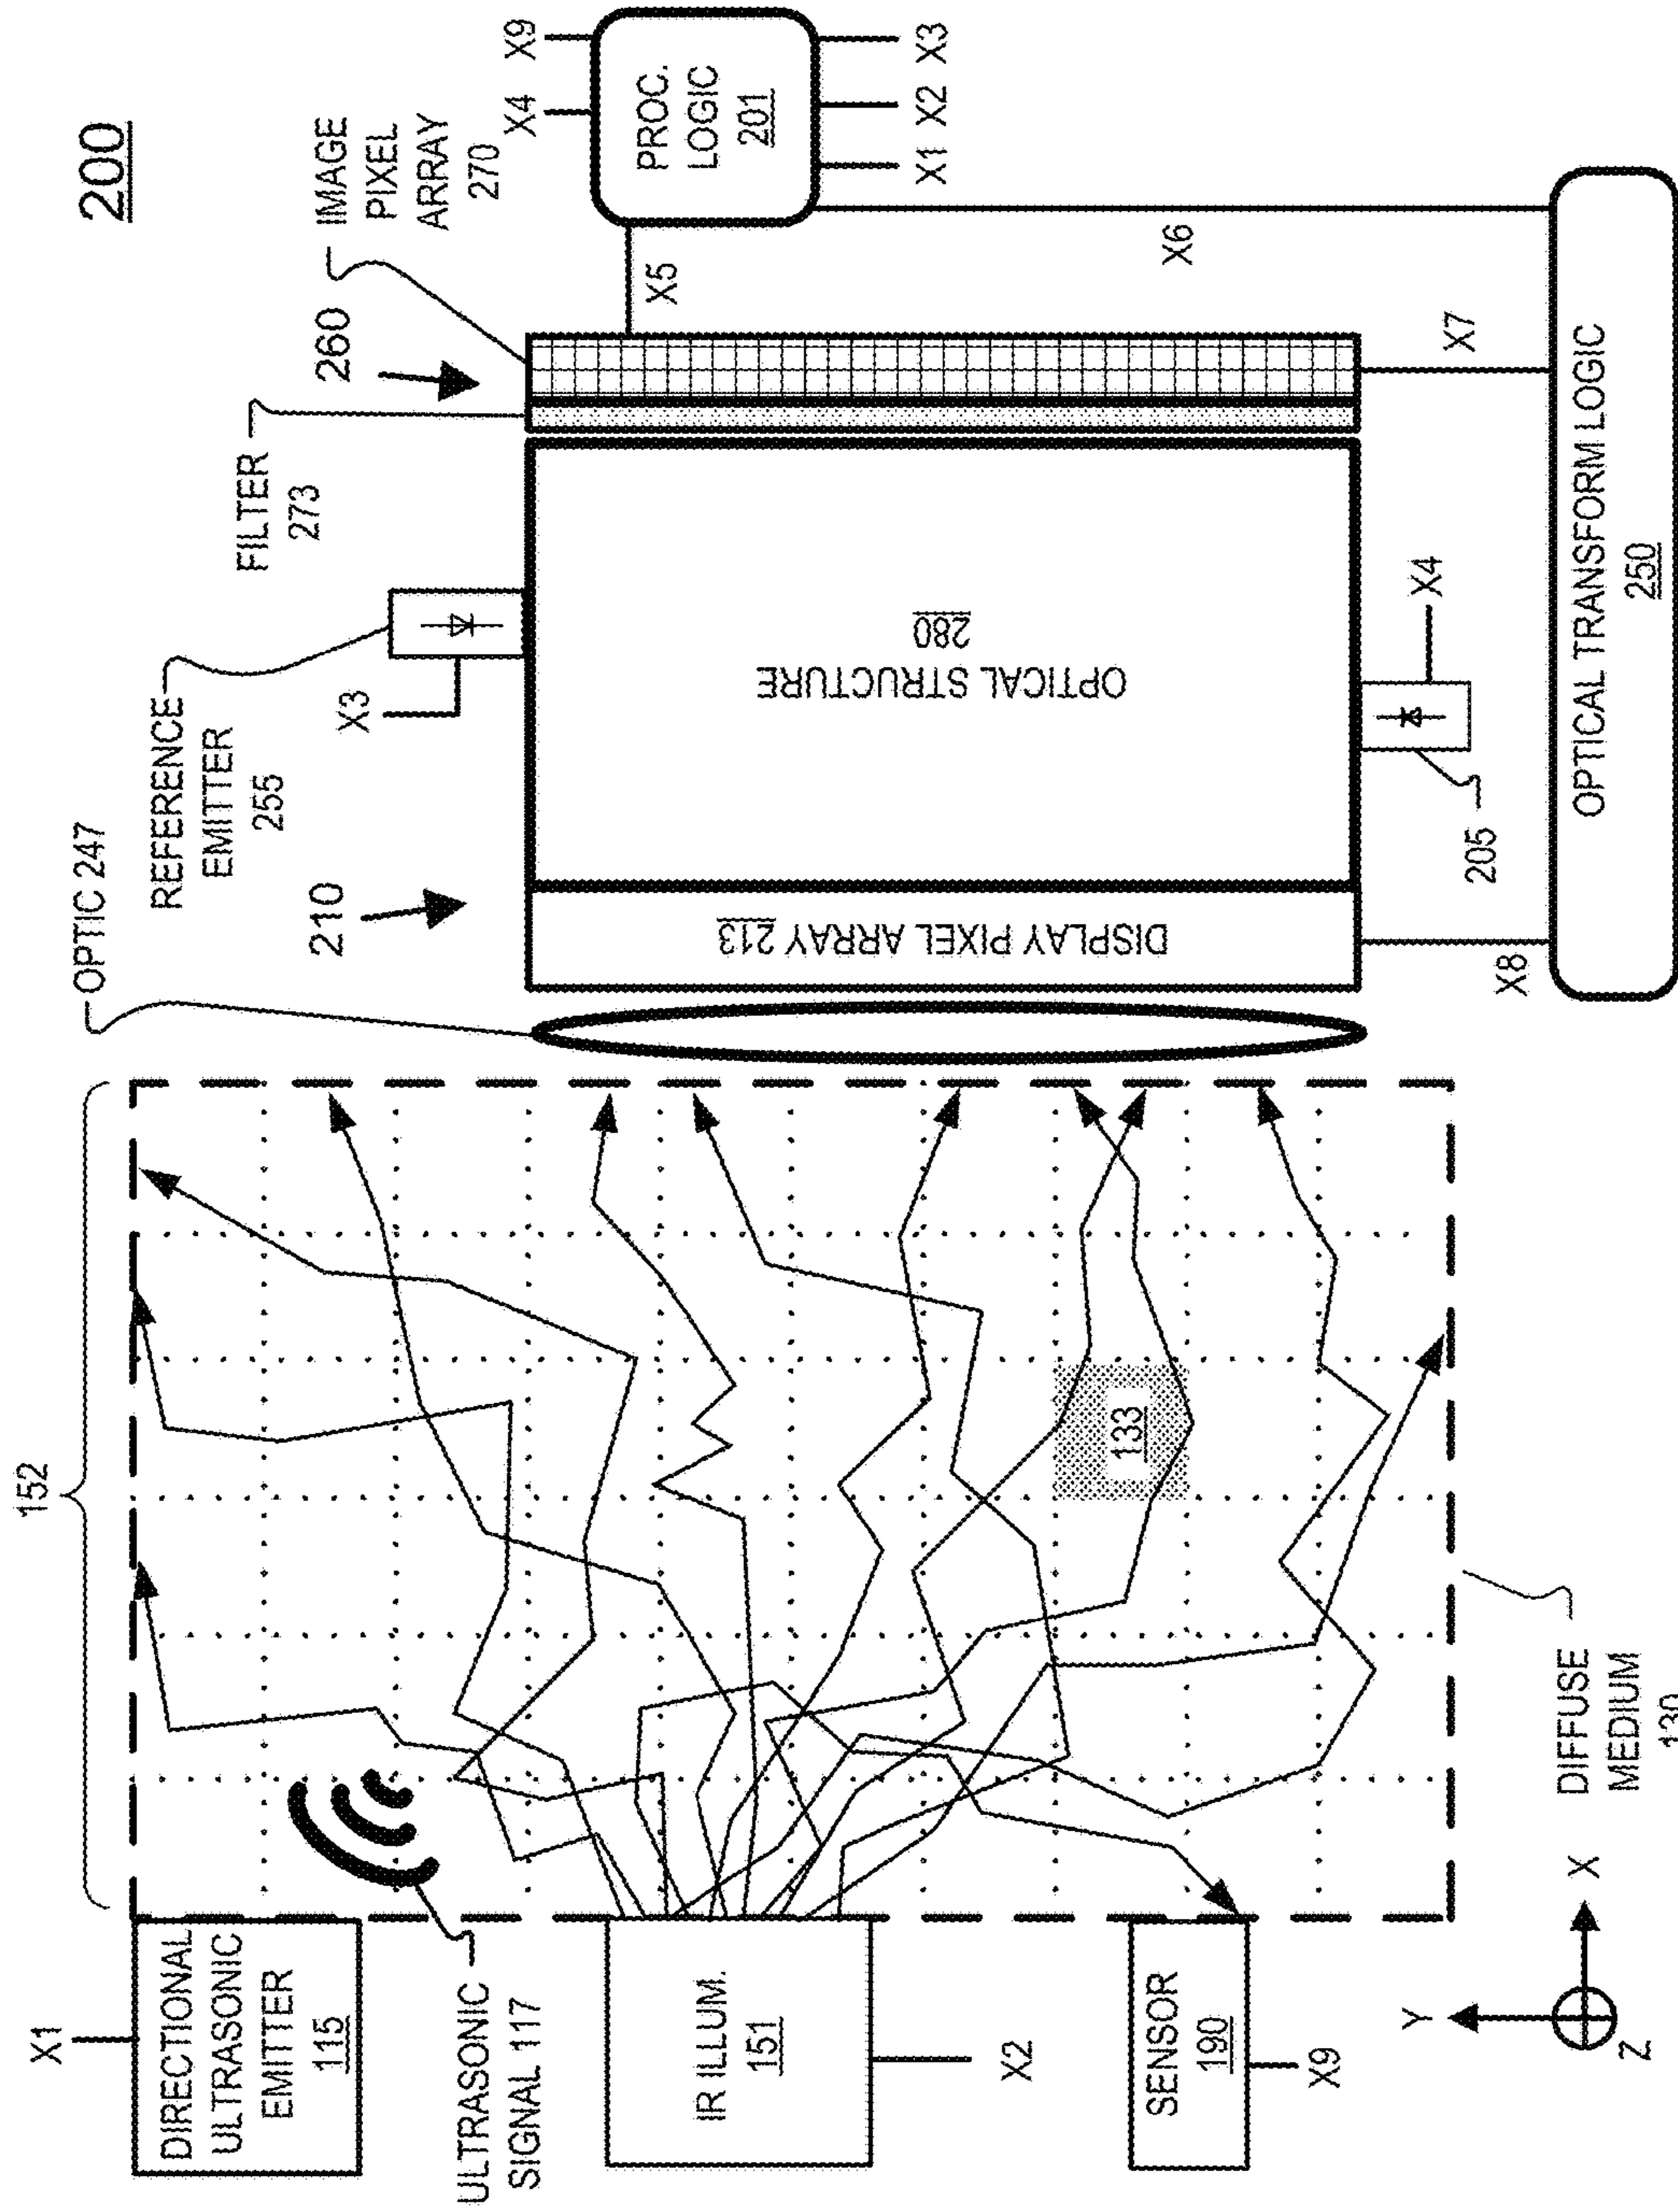 200
152
X1
DIRECTIONAL
ULTRASONIC
EMITTER
115
ULTRASONIC
SIGNAL 117
IR ILLUM.
151
X2
SENSOR
190
X9
Y
X
Z
133
DIFFUSE
MEDIUM
130
OPTIC 247
210
REFERENCE
EMITTER
255
X3
FILTER
273
260
IMAGE
PIXEL
ARRAY
270
DISPLAY PIXEL ARRAY 213
OPTICAL STRUCTURE
280
205
X4
X4
X9
PROC.
LOGIC
201
X1
X2
X3
X5
X6
X7
X8
OPTICAL TRANSFORM LOGIC
250